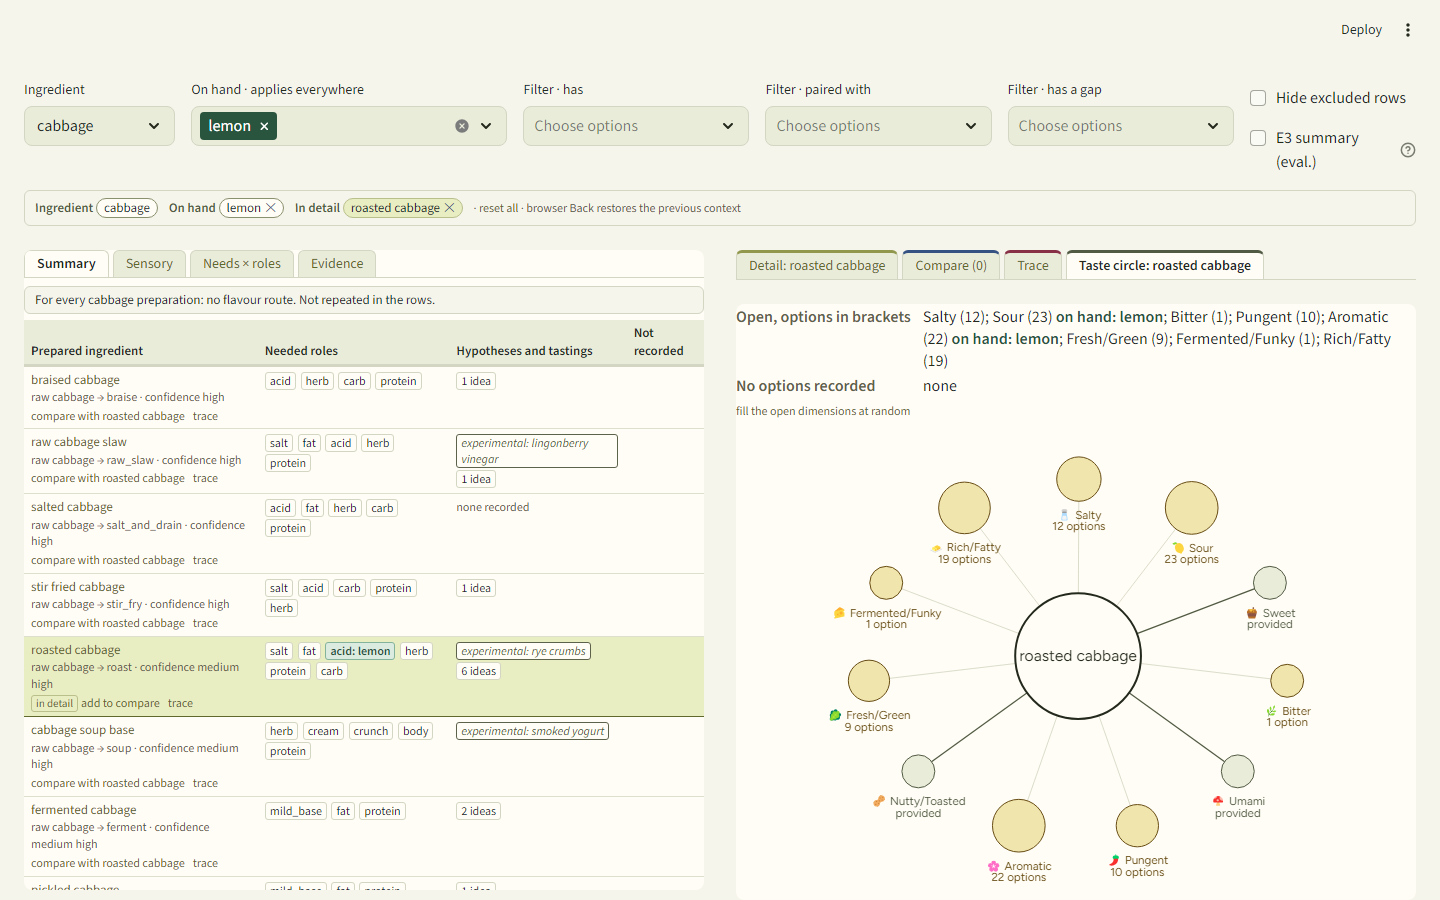 Deploy
Ingredient
On hand · applies everywhere
Filter · has
Filter · paired with
Filter · has a gap
cabbage
lemon ×
Choose options
Choose options
Choose options
Hide excluded rows
E3 summary
(eval.)
Ingredient cabbage On hand lemon × In detail roasted cabbage × · reset all · browser Back restores the previous context
Summary
Sensory
Needs × roles
Evidence
For every cabbage preparation: no flavour route. Not repeated in the rows.
Prepared ingredient
Needed roles
Hypotheses and tastings
Not
recorded
braised cabbage
raw cabbage → braise · confidence high
compare with roasted cabbage trace
acid herb carb protein
1 idea
raw cabbage slaw
raw cabbage → raw_slaw · confidence high
compare with roasted cabbage trace
salt fat acid herb
protein
experimental: lingonberry
vinegar
1 idea
salted cabbage
raw cabbage → salt_and_drain · confidence
high
compare with roasted cabbage trace
acid fat herb carb
protein
none recorded
stir fried cabbage
raw cabbage → stir_fry · confidence high
compare with roasted cabbage trace
salt acid carb protein
herb
1 idea
roasted cabbage
raw cabbage → roast · confidence medium
high
in detail add to compare trace
salt fat acid: lemon herb
protein carb
experimental: rye crumbs
6 ideas
cabbage soup base
raw cabbage → soup · confidence medium
high
compare with roasted cabbage trace
herb cream crunch body
protein
experimental: smoked yogurt
fermented cabbage
raw cabbage → ferment · confidence
medium high
compare with roasted cabbage trace
mild_base fat protein
2 ideas
pickled cabbage
mild_base fat protein
1 idea
Detail: roasted cabbage
Compare (0)
Trace
Taste circle: roasted cabbage
Open, options in brackets
Salty (12); Sour (23) on hand: lemon; Bitter (1); Pungent (10); Aromatic
(22) on hand: lemon; Fresh/Green (9); Fermented/Funky (1); Rich/Fatty
(19)
No options recorded
none
fill the open dimensions at random
Salty
12 options
Sour
23 options
Rich/Fatty
19 options
Sweet
provided
Fermented/Funky
1 option
roasted cabbage
Bitter
1 option
Fresh/Green
9 options
Nutty/Toasted
provided
Umami
provided
Aromatic
22 options
Pungent
10 options